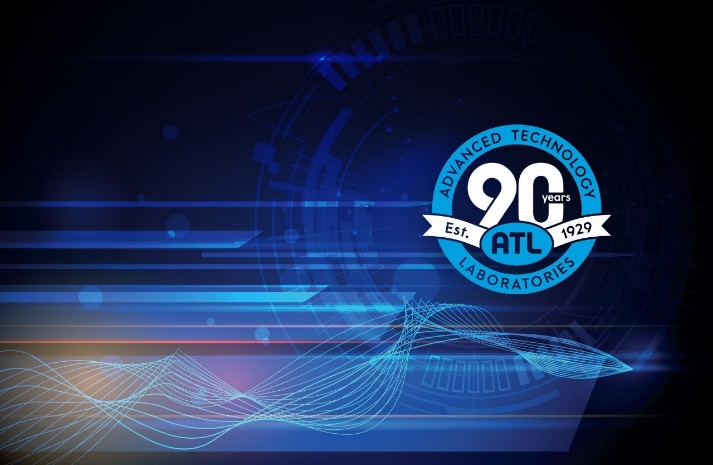 ADVANCED TECHNOLOGY
90 years
Est. ATL 1929
LABORATORIES